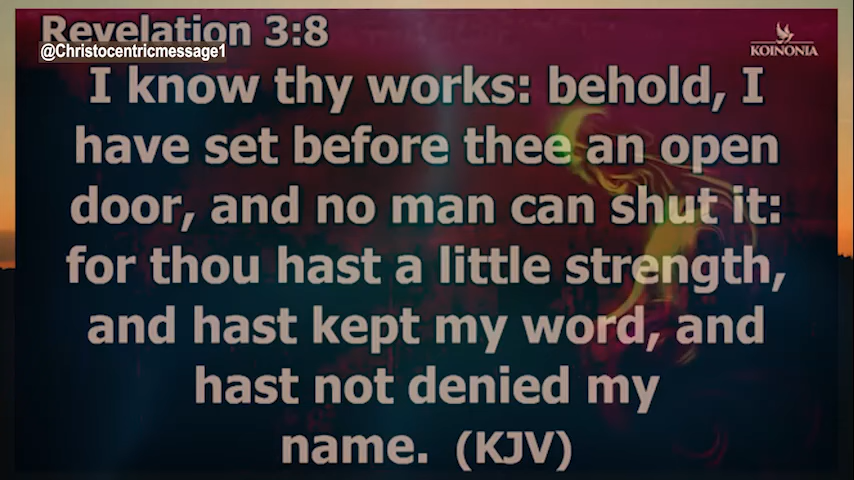 Revelation 3:8
@Christocentricmessage1
KOINONIA
I know thy works: behold, I
have set before thee an open
door, and no man can shut it:
for thou hast a little strength,
and hast kept my word, and
hast not denied my
name. (KJV)